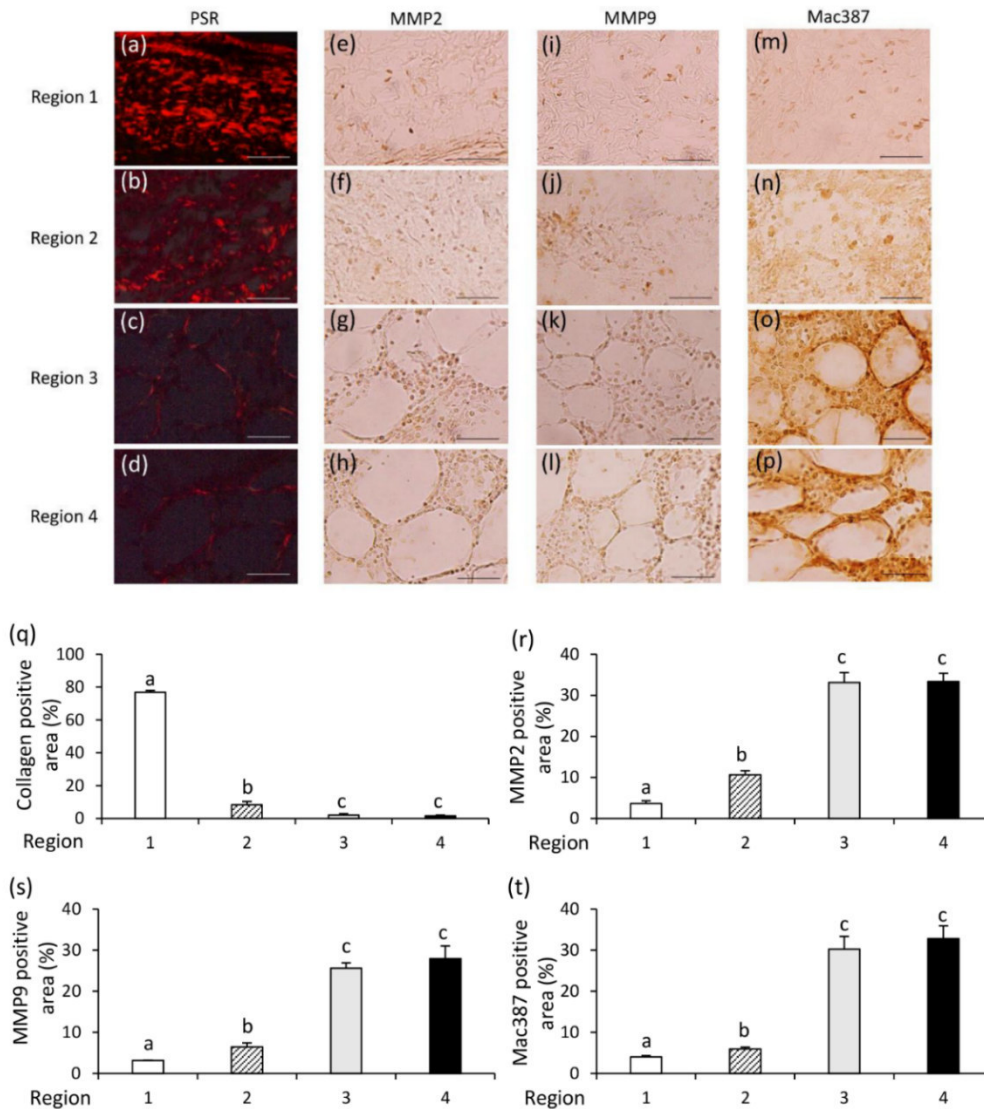 PSR MMP2 MMP9 Mac387
Region 1 (a) (e) (i) (m)
Region 2 (b) (f) (j) (n)
Region 3 (c) (g) (k) (o)
Region 4 (d) (h) (l) (p)
(q)
Collagen positive
area (%)
100
80
60
40
20
0
a
b
c
c
Region 1 2 3 4
(r)
MMP2 positive
area (%)
40
30
20
10
0
a
b
c
c
Region 1 2 3 4
(s)
MMP9 positive
area (%)
40
30
20
10
0
a
b
c
c
Region 1 2 3 4
(t)
Mac387 positive
area (%)
40
30
20
10
0
a
b
c
c
Region 1 2 3 4